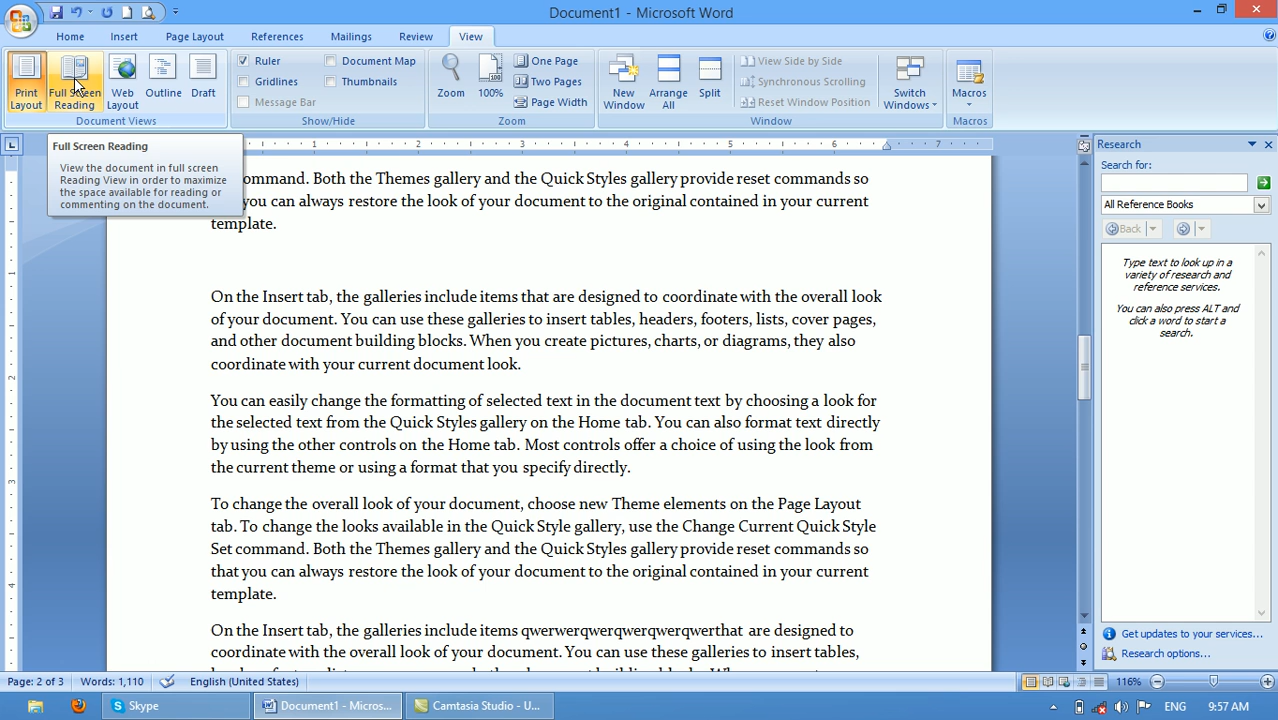 Document1 - Microsoft Word
Home Insert Page Layout References Mailings Review View
Print Layout
Full Screen Reading
Web Layout
Outline
Draft
Document Views
Ruler
Gridlines
Message Bar
Document Map
Thumbnails
Show/Hide
Zoom
100%
One Page
Two Pages
Page Width
Zoom
New Window
Arrange All
Split
View Side by Side
Synchronous Scrolling
Reset Window Position
Switch Windows
Window
Macros
Macros
Full Screen Reading
View the document in full screen
Reading View in order to maximize
the space available for reading or
commenting on the document.
1 2 3 4 5 6 7
command. Both the Themes gallery and the Quick Styles gallery provide reset commands so
you can always restore the look of your document to the original contained in your current
template.
On the Insert tab, the galleries include items that are designed to coordinate with the overall look
of your document. You can use these galleries to insert tables, headers, footers, lists, cover pages,
and other document building blocks. When you create pictures, charts, or diagrams, they also
coordinate with your current document look.
You can easily change the formatting of selected text in the document text by choosing a look for
the selected text from the Quick Styles gallery on the Home tab. You can also format text directly
by using the other controls on the Home tab. Most controls offer a choice of using the look from
the current theme or using a format that you specify directly.
To change the overall look of your document, choose new Theme elements on the Page Layout
tab. To change the looks available in the Quick Style gallery, use the Change Current Quick Style
Set command. Both the Themes gallery and the Quick Styles gallery provide reset commands so
that you can always restore the look of your document to the original contained in your current
template.
On the Insert tab, the galleries include items qwerwerqwerqwerqwerqwerthat are designed to
coordinate with the overall look of your document. You can use these galleries to insert tables,
1
2
3
4
Research
Search for:
All Reference Books
Back
Type text to look up in a
variety of research and
reference services.
You can also press ALT and
click a word to start a
search.
Get updates to your services...
Research options...
Page: 2 of 3 Words: 1,110 English (United States) 116%
Skype Document1 - Micros... Camtasia Studio - U... ENG 9:57 AM